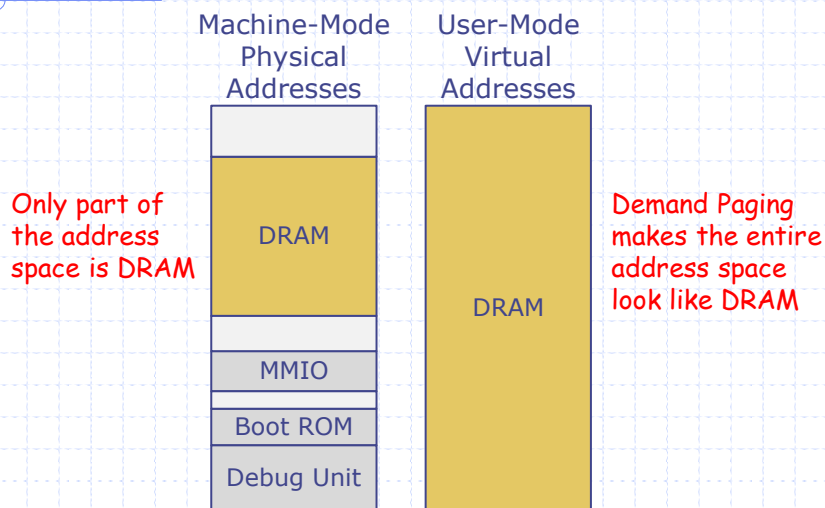 Machine-Mode
Physical
Addresses
User-Mode
Virtual
Addresses
Only part of
the address
space is DRAM
DRAM
MMIO
Boot ROM
Debug Unit
DRAM
Demand Paging
makes the entire
address space
look like DRAM